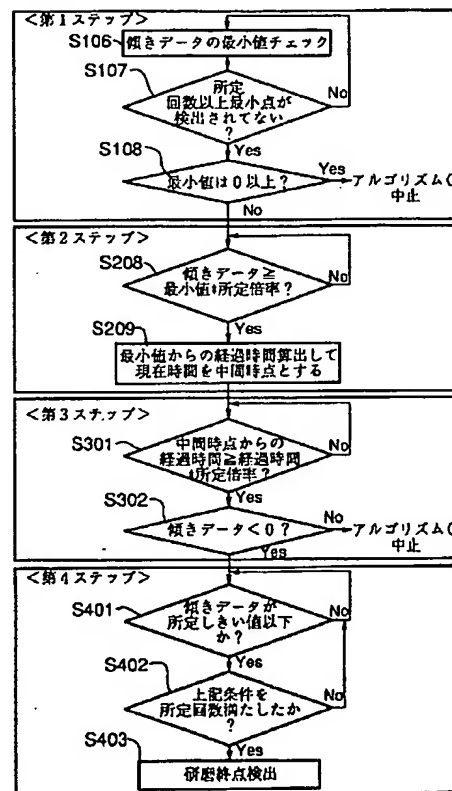 <第1ステップ>
S106
傾きデータの最小値チェック
S107
所定
回数以上最小点が
検出されてない
?
No
Yes
S108
最小値は0以上?
Yes
アルゴリズム
中止
No
<第2ステップ>
S208
傾きデータ≧
最小値*所定倍率?
No
Yes
S209
最小値からの経過時間算出して
現在時間を中間時点とする
<第3ステップ>
S301
中間時点からの
経過時間≧経過時間
*所定倍率?
No
Yes
S302
傾きデータ<0?
No
アルゴリズム
中止
Yes
<第4ステップ>
S401
傾きデータが
所定しきい値以下
か?
No
Yes
S402
上記条件を
所定回数満たしたか
?
No
Yes
S403
研磨終点検出